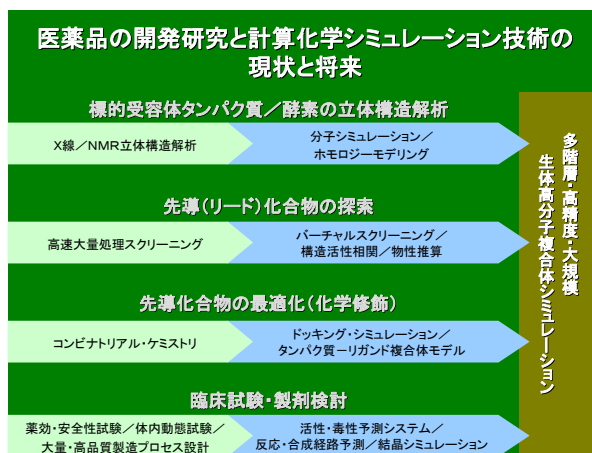 医薬品の開発研究と計算化学シミュレーション技術の
現状と将来
標的受容体タンパク質／酵素の立体構造解析
X線／NMR立体構造解析
分子シミュレーション／
ホモロジーモデリング
先導（リード）化合物の探索
高速大量処理スクリーニング
バーチャルスクリーニング／
構造活性相関／物性推算
先導化合物の最適化（化学修飾）
コンビナトリアル・ケミストリ
ドッキング・シミュレーション／
タンパク質－リガンド複合体モデル
臨床試験・製剤検討
薬効・安全性試験／体内動態試験／
大量・高品質製造プロセス設計
活性・毒性予測システム／
反応・合成経路予測／結晶シミュレーション
多階層・高精度・大規模
生体高分子複合体シミュレーション